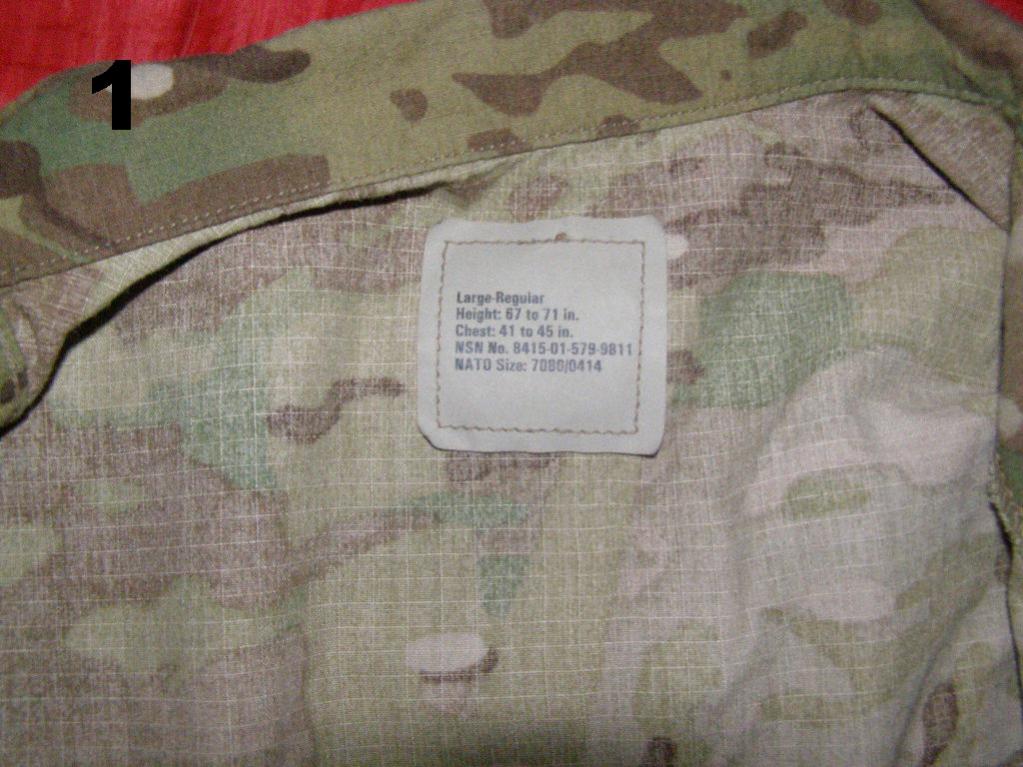 1
Large-Regular
Height: 67 to 71 in.
Chest: 41 to 45 in.
NSN No. 8415-01-579-9811
NATO Size: 7080/0414